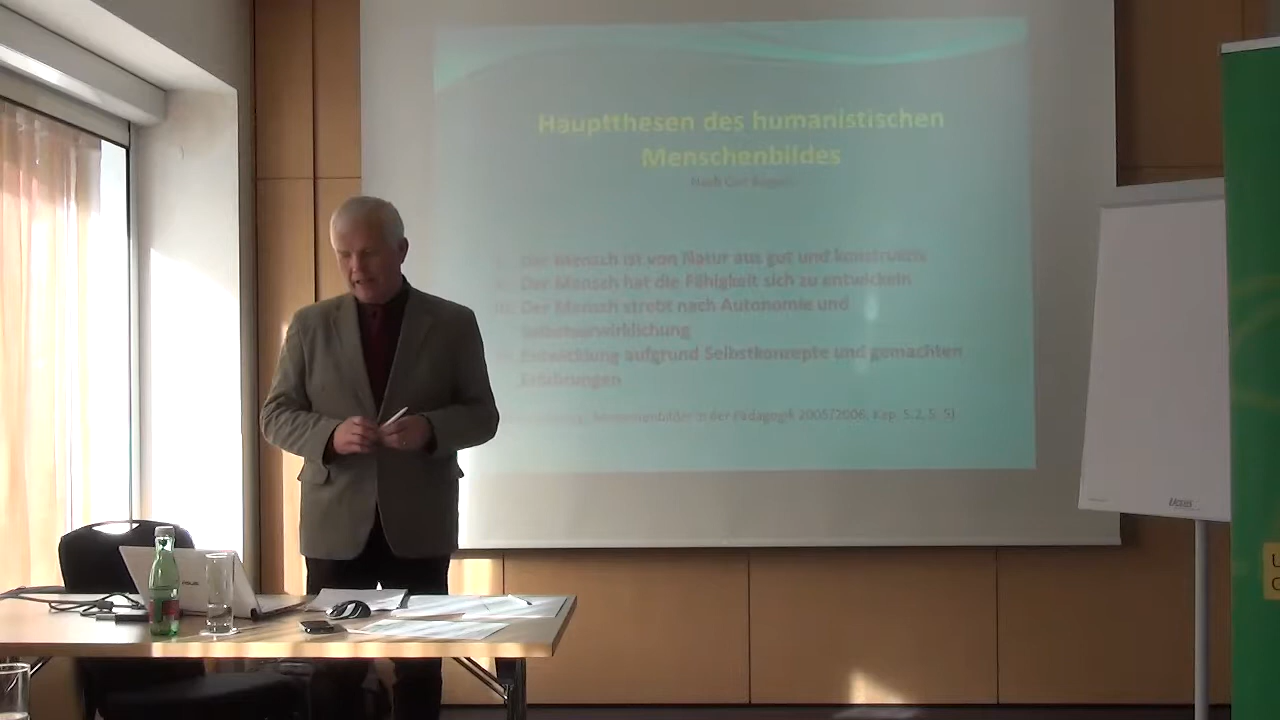 Hauptthesen des humanistischen
Menschenbildes
Nach
Der Mensch ist von Natur aus gut und konstruktiv
Der Mensch hat die Fähigkeit sich zu entwickeln
III. Der Mensch strebt nach Autonomie und
Selbstverwirklichung
Entwicklung aufgrund Selbstkonzepte und gemachten
Erfahrungen
Menschenbilder in der Pädagogik 2005/2006, Kap. 5.2, S. 5)